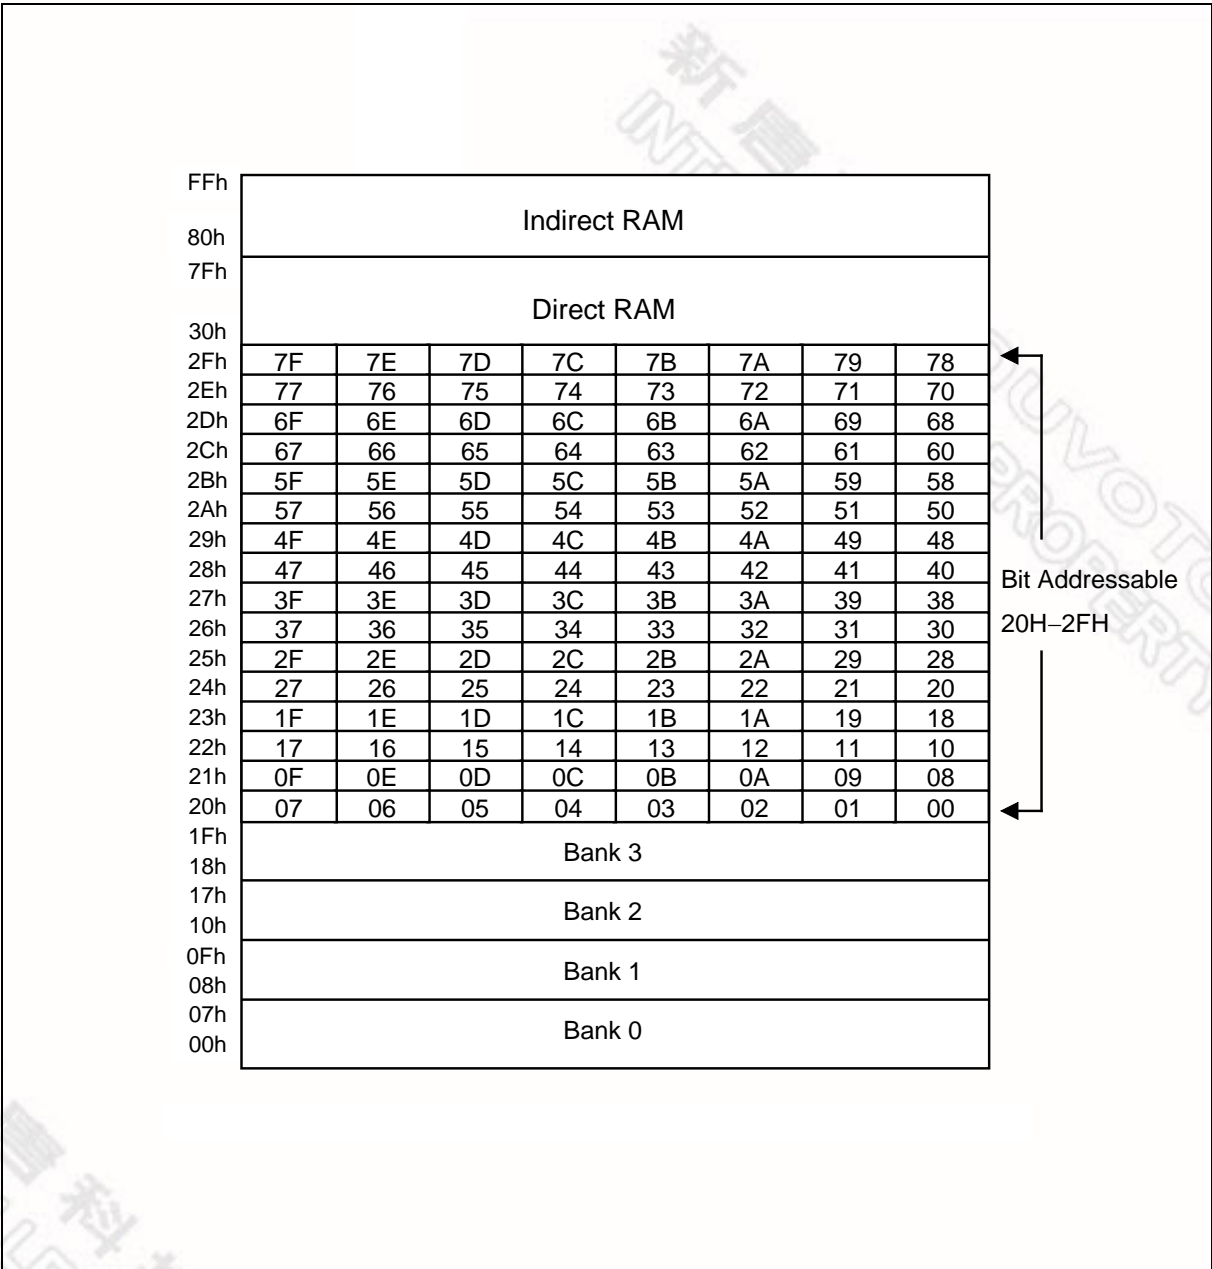 FFh
Indirect RAM
80h
7Fh
Direct RAM
30h
2Fh 7F 7E 7D 7C 7B 7A 79 78
2Eh 77 76 75 74 73 72 71 70
2Dh 6F 6E 6D 6C 6B 6A 69 68
2Ch 67 66 65 64 63 62 61 60
2Bh 5F 5E 5D 5C 5B 5A 59 58
2Ah 57 56 55 54 53 52 51 50
29h 4F 4E 4D 4C 4B 4A 49 48
28h 47 46 45 44 43 42 41 40
27h 3F 3E 3D 3C 3B 3A 39 38
26h 37 36 35 34 33 32 31 30
25h 2F 2E 2D 2C 2B 2A 29 28
24h 27 26 25 24 23 22 21 20
23h 1F 1E 1D 1C 1B 1A 19 18
22h 17 16 15 14 13 12 11 10
21h 0F 0E 0D 0C 0B 0A 09 08
20h 07 06 05 04 03 02 01 00
Bit Addressable
20H–2FH
1Fh
Bank 3
18h
17h
Bank 2
10h
0Fh
Bank 1
08h
07h
Bank 0
00h